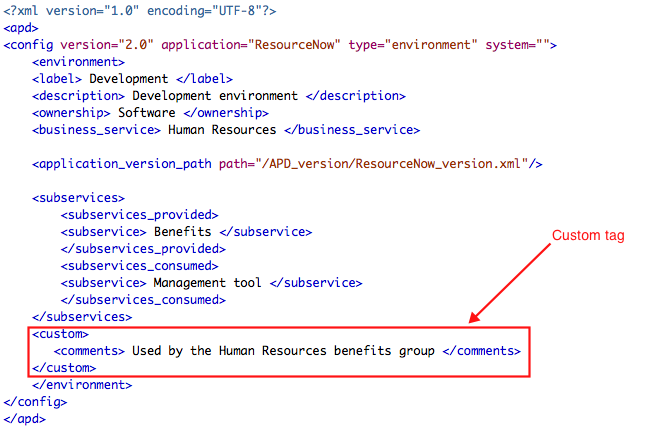 <?xml version="1.0" encoding="UTF-8"?>
<apd>
<config version="2.0" application="ResourceNow" type="environment" system="">
<environment>
<label> Development </label>
<description> Development environment </description>
<ownership> Software </ownership>
<business_service> Human Resources </business_service>
<application_version_path path="/APD_version/ResourceNow_version.xml"/>
<subservices>
<subservices_provided>
<subservice> Benefits </subservice>
</subservices_provided>
<subservices_consumed>
<subservice> Management tool </subservice>
</subservices_consumed>
</subservices>
Custom tag
<custom>
<comments> Used by the Human Resources benefits group </comments>
</custom>
</environment>
</config>
</apd>